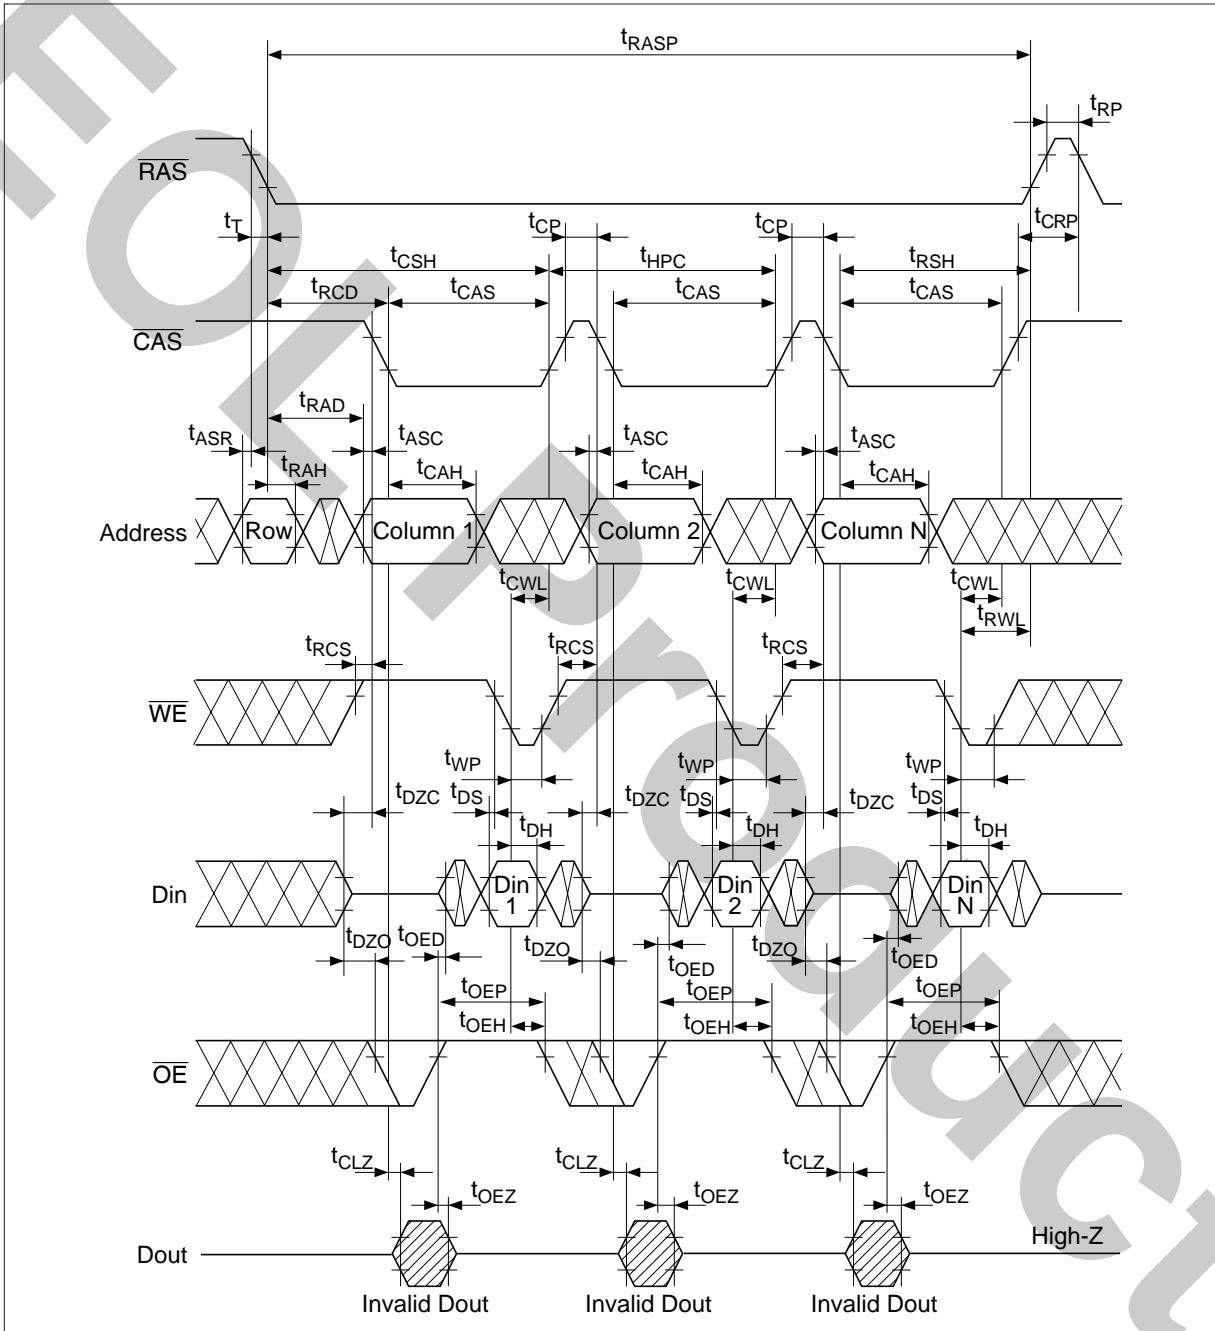 tRASP
tRP
RAS
tT
tCP
tCP
tCRP
tCSH
tHPC
tRSH
tRCD
tCAS
tCAS
tCAS
CAS
tRAD
tASR
tASC
tASC
tASC
tRAH
tCAH
tCAH
tCAH
Address
Row
Column 1
Column 2
Column N
tCWL
tCWL
tCWL
tRWL
tRCS
tRCS
tRCS
WE
tWP
tWP
tWP
tDZC
tDS
tDZC
tDS
tDZC
tDS
tDH
tDH
tDH
Din
Din 1
Din 2
Din N
tDZO
tOED
tDZO
tOED
tDZO
tOED
tOEP
tOEP
tOEP
tOEH
tOEH
tOEH
OE
tCLZ
tCLZ
tCLZ
tOEZ
tOEZ
tOEZ
Dout
High-Z
Invalid Dout
Invalid Dout
Invalid Dout
EOL Product